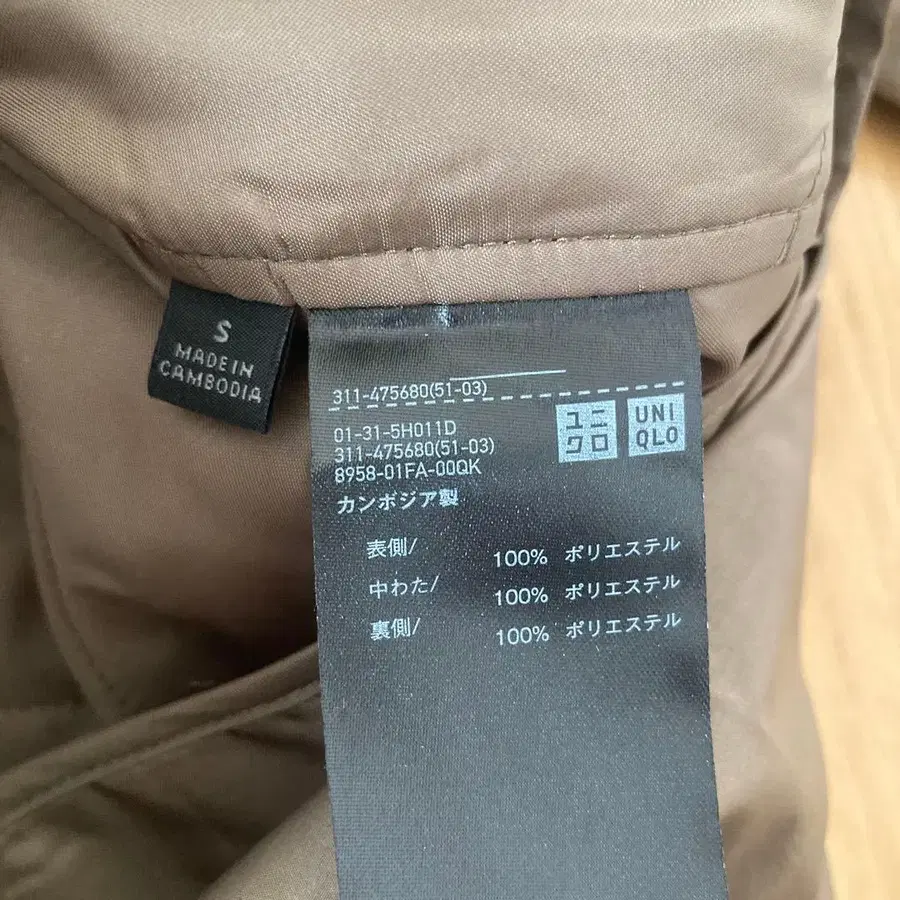 S
MADE IN
CAMBODIA
311-475680(51-03)
01-31-5H011D
311-475680(51-03)
8958-01FA-00QK
ユニ
クロ
UNI
QLO
カンボジア製
表側/ 100% ポリエステル
中わた/ 100% ポリエステル
裏側/ 100% ポリエステル